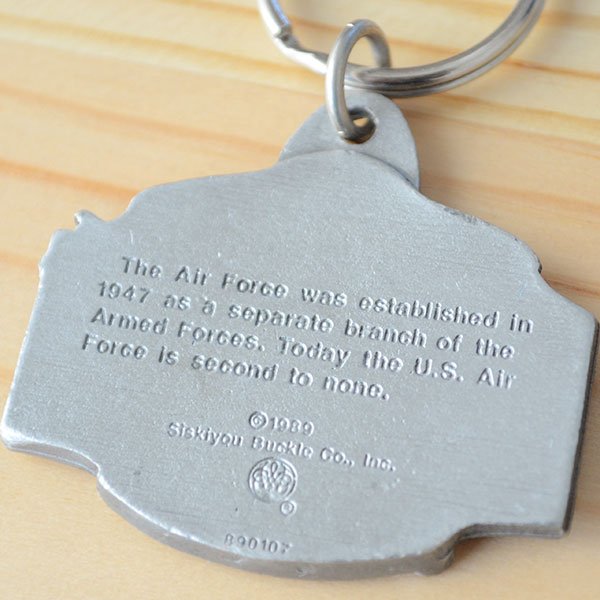 The Air Force was established in
1947 as a separate branch of the
Armed Forces. Today the U.S. Air
Force is second to none.
©1989
Siskiyou Buckle Co., Inc.
®
890107